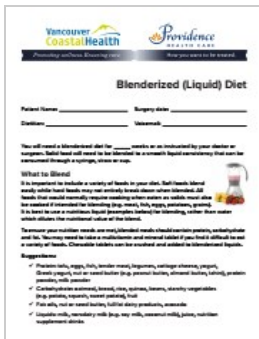 Vancouver
CoastalHealth
Providence
HEALTH CARE
Promoting wellness. Ensuring care.
How you want to be treated.
Blenderized (Liquid) Diet
Patient Name:
Surgery date:
Dietitian:
Voicemail:
You will need a blenderized diet for weeks or as instructed by your doctor or
surgeon. Solid food will need to be blended to a smooth liquid consistency that can be
consumed through a syringe, straw or cup.
What to Blend
It is important to include a variety of foods in your diet. Soft foods blend
easily while hard foods may not entirely break down when blended. All
foods that would normally require cooking when eaten as solids must also
be cooked if intended for blending (e.g. meat, fish, eggs, potatoes, grains).
It is best to use a nutritious liquid (examples below) for blending, rather than water
which dilutes the nutritional value of the blend.
To ensure your nutrition needs are met, blended meals should contain protein, carbohydrate
and fat. You may need to take a multivitamin and mineral tablet if you find it difficult to eat
a variety of foods. Chewable tablets can be crushed and added to blenderized liquids.
Suggestions:
✓ Protein: tofu, eggs, fish, tender meat, legumes, cottage cheese, yogurt,
Greek yogurt, nut or seed butter (e.g. peanut butter, almond butter, tahini), protein
powder, milk powder
✓ Carbohydrate: oatmeal, bread, rice, quinoa, beans, starchy vegetables
(e.g. potato, squash, sweet potato), fruit
✓ Fat: oils, nut or seed butter, full fat dairy products, avocado
✓ Liquids: milk, non-dairy milk (e.g. soy milk, coconut milk), juice, nutrition
supplement drinks